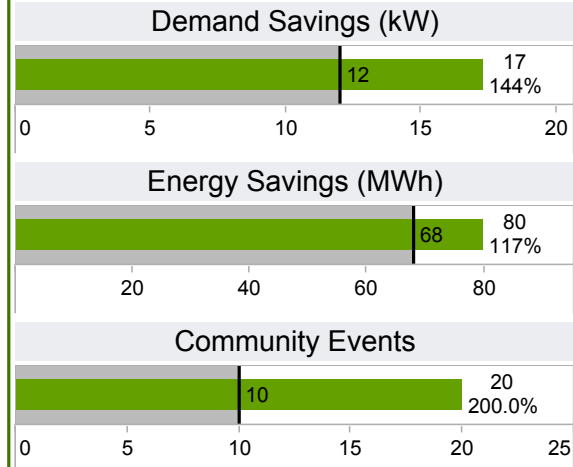 Demand Savings (kW)
12
17
144%
0 5 10 15 20
Energy Savings (MWh)
68
80
117%
20 40 60 80
Community Events
10
20
200.0%
0 5 10 15 20 25